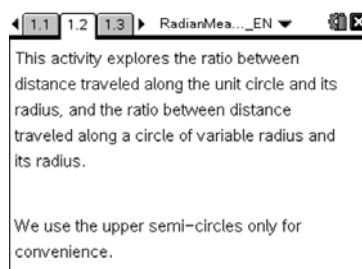 1.1 1.2 1.3 RadianMea..._EN
This activity explores the ratio between
distance traveled along the unit circle and its
radius, and the ratio between distance
traveled along a circle of variable radius and
its radius.
We use the upper semi-circles only for
convenience.